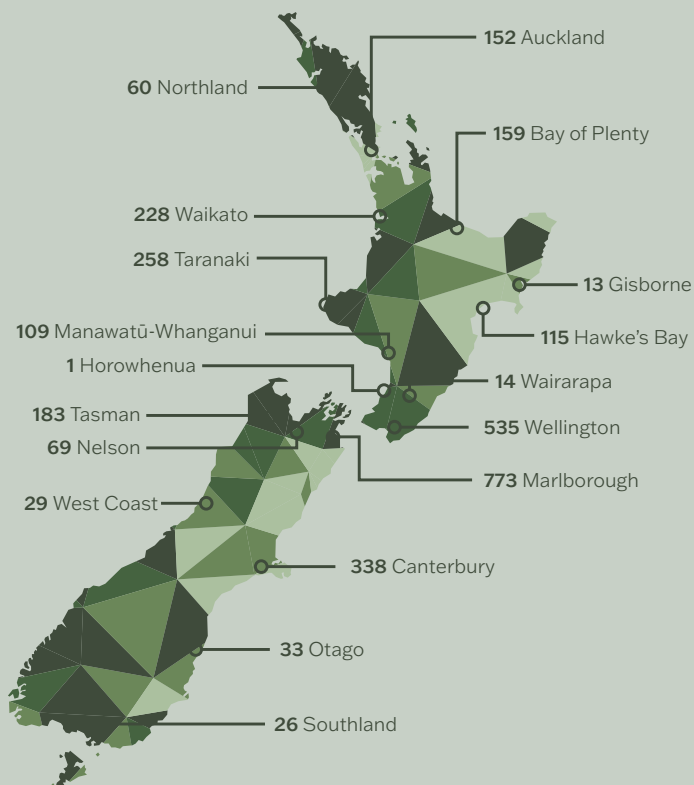 152 Auckland
60 Northland
159 Bay of Plenty
228 Waikato
258 Taranaki
13 Gisborne
109 Manawatū-Whanganui
115 Hawke's Bay
1 Horowhenua
14 Wairarapa
183 Tasman
535 Wellington
69 Nelson
773 Marlborough
29 West Coast
338 Canterbury
33 Otago
26 Southland